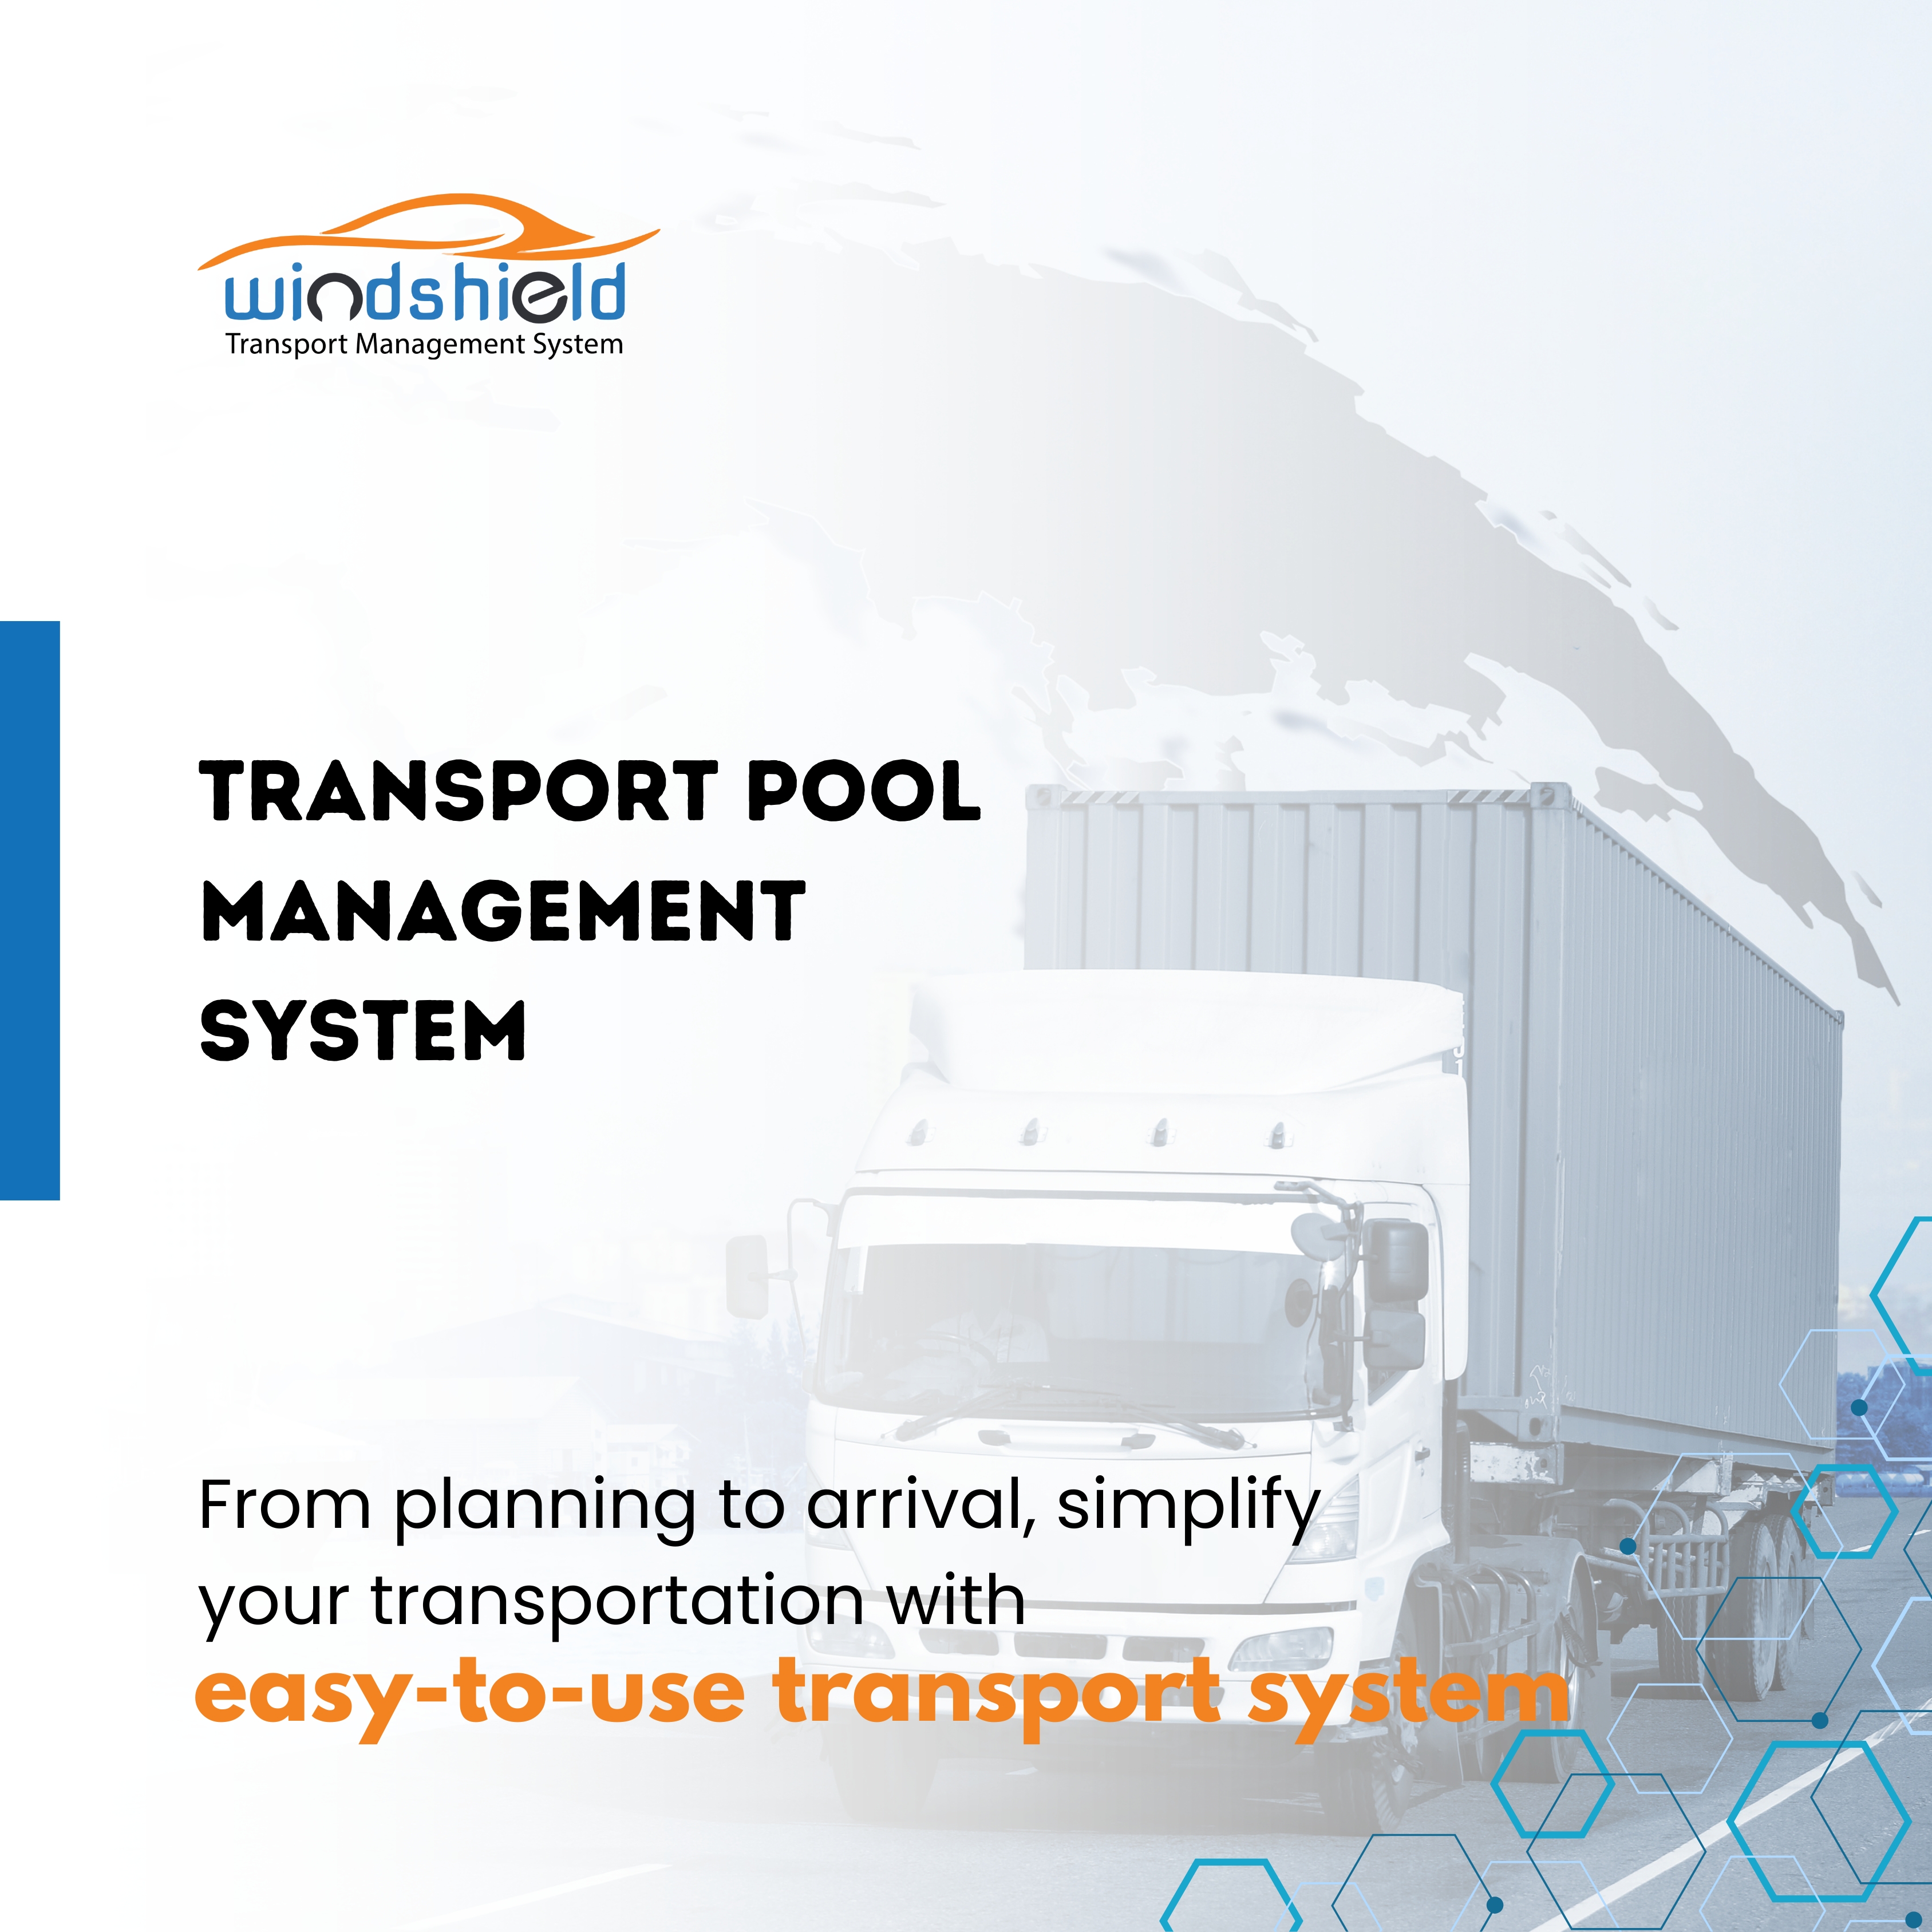 windshield
Transport Management System
TRANSPORT POOL
MANAGEMENT
SYSTEM
From planning to arrival, simplify
your transportation with
easy-to-use transport system